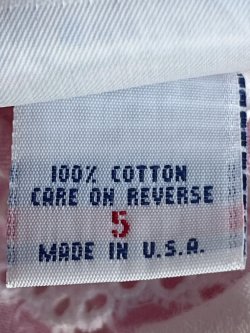 100% COTTON
CARE ON REVERSE
5
MADE IN U.S.A.